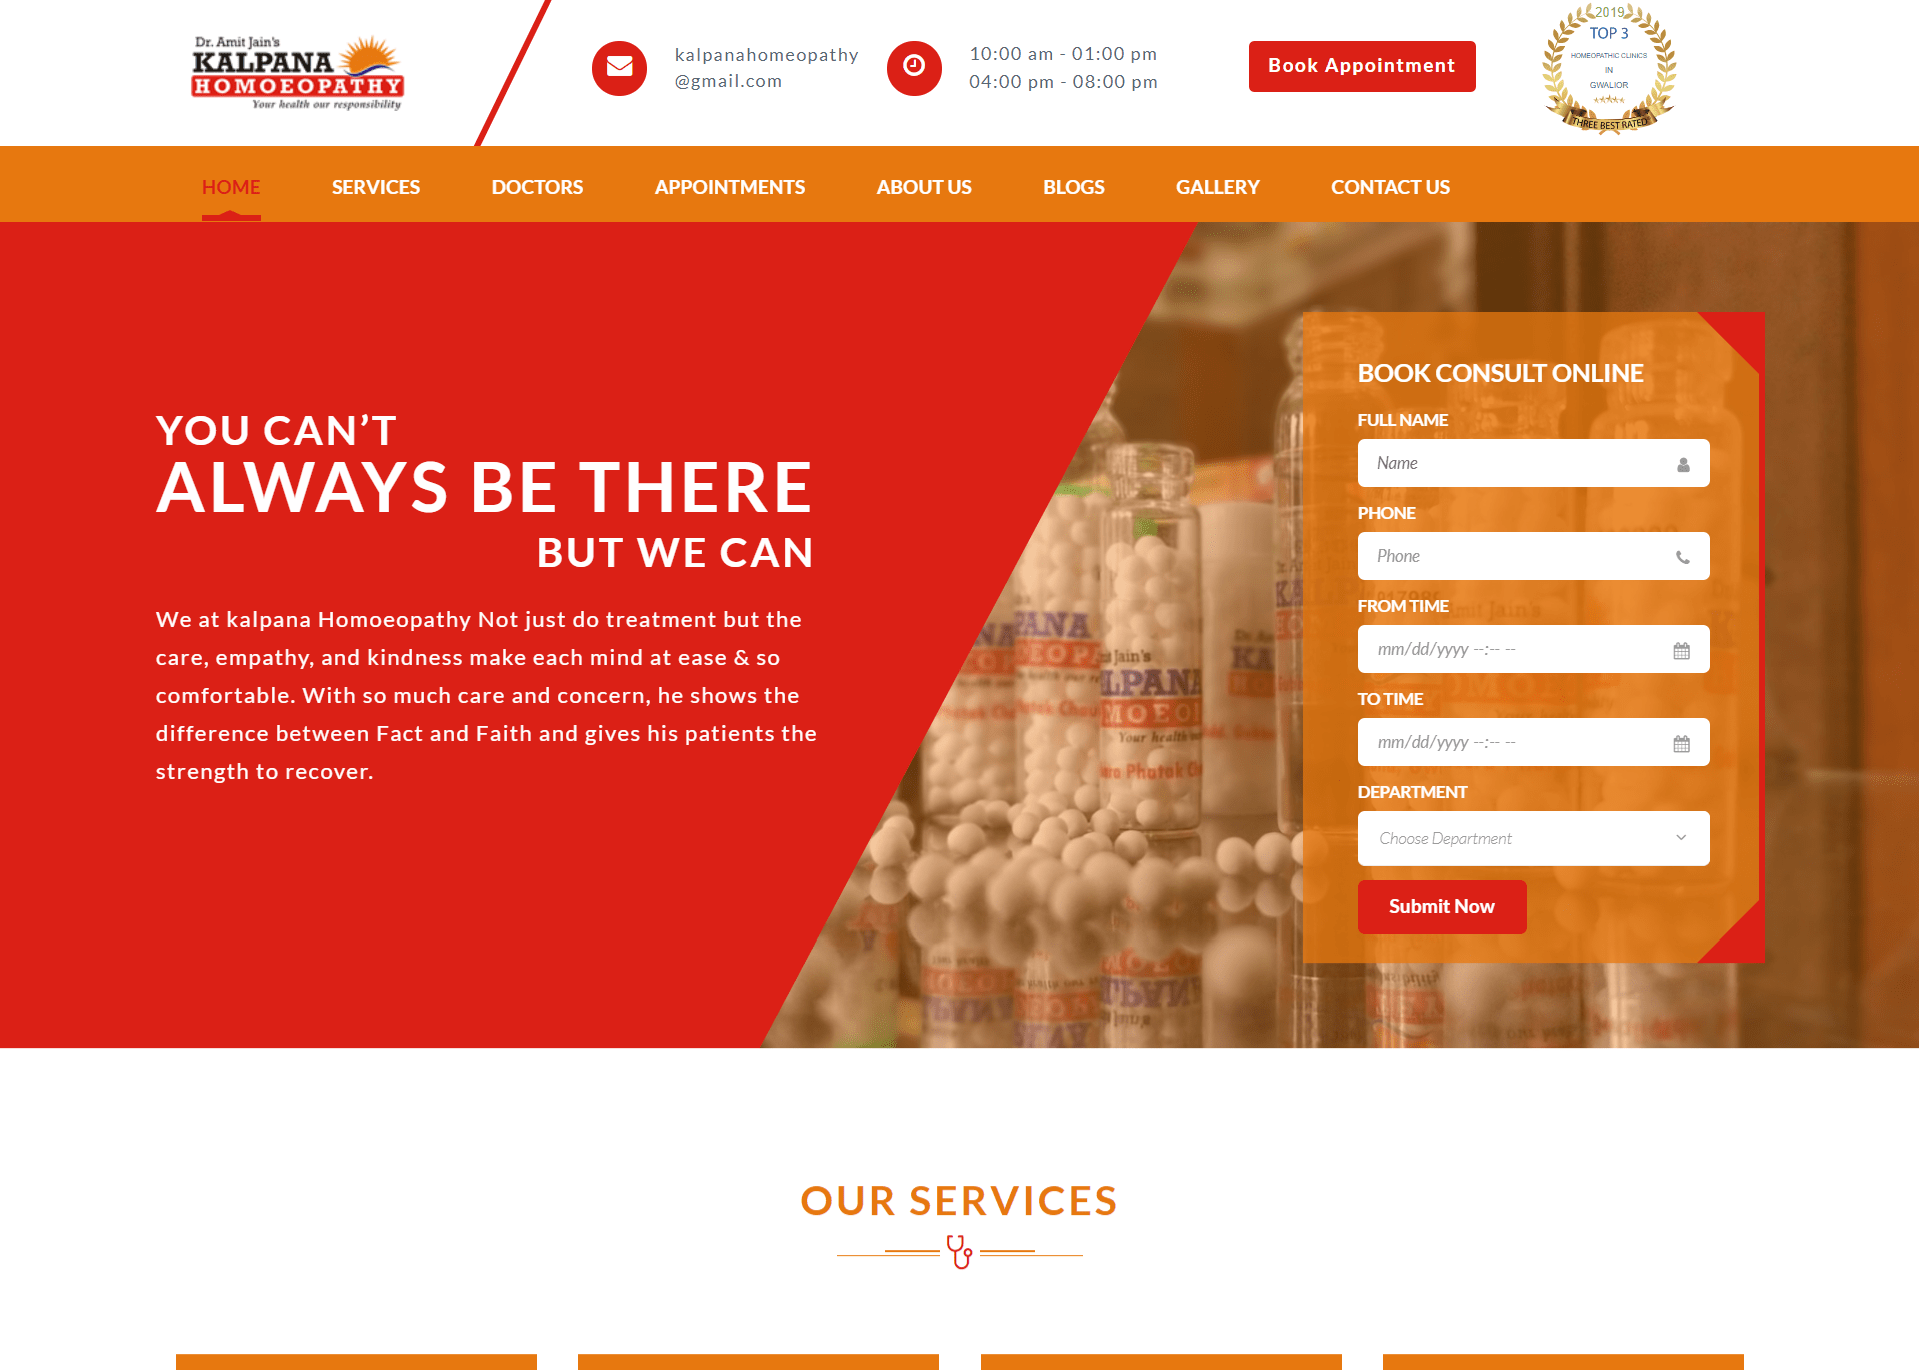 Dr. Amit Jain's
KALPANA
HOMOEOPATHY
Your health our responsibility
kalpanahomeopathy
@gmail.com
10:00 am - 01:00 pm
04:00 pm - 08:00 pm
Book Appointment
2019
TOP 3
HOMEOPATHIC CLINICS
IN
GWALIOR
THREE BEST RATED
HOME
SERVICES
DOCTORS
APPOINTMENTS
ABOUT US
BLOGS
GALLERY
CONTACT US
YOU CAN’T
ALWAYS BE THERE
BUT WE CAN
We at kalpana Homoeopathy Not just do treatment but the
care, empathy, and kindness make each mind at ease & so
comfortable. With so much care and concern, he shows the
difference between Fact and Faith and gives his patients the
strength to recover.
BOOK CONSULT ONLINE
FULL NAME
Name
PHONE
Phone
FROM TIME
mm/dd/yyyy --:-- --
TO TIME
mm/dd/yyyy --:-- --
DEPARTMENT
Choose Department
Submit Now
OUR SERVICES